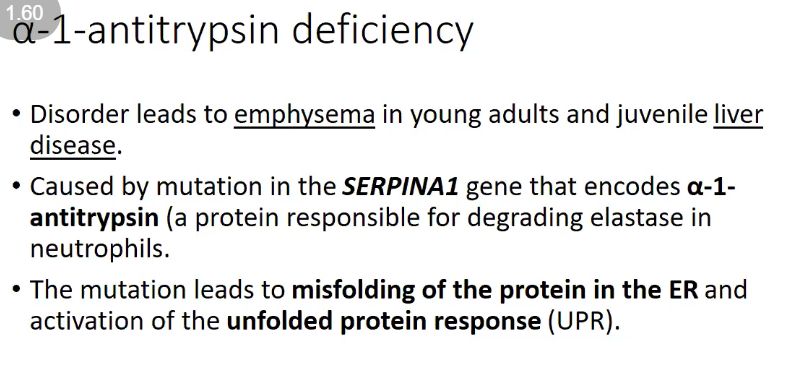 1.60
α-1-antitrypsin deficiency
• Disorder leads to emphysema in young adults and juvenile liver
disease.
• Caused by mutation in the SERPINA1 gene that encodes α-1-
antitrypsin (a protein responsible for degrading elastase in
neutrophils.
• The mutation leads to misfolding of the protein in the ER and
activation of the unfolded protein response (UPR).